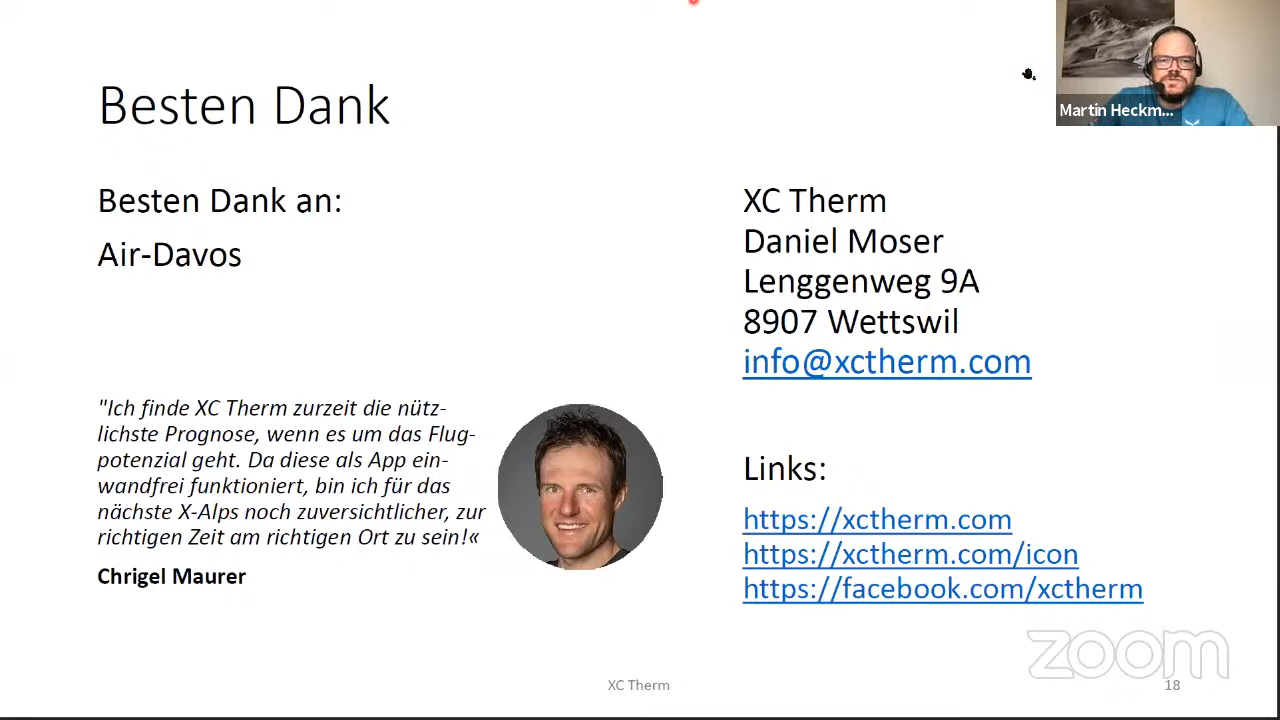 Besten Dank
Martin Heckm...
Besten Dank an:
Air-Davos
XC Therm
Daniel Moser
Lenggenweg 9A
8907 Wettswil
info@xctherm.com
"Ich finde XC Therm zurzeit die nütz-
lichste Prognose, wenn es um das Flug-
potenzial geht. Da diese als App ein-
wandfrei funktioniert, bin ich für das
nächste X-Alps noch zuversichtlicher, zur
richtigen Zeit am richtigen Ort zu sein!«
Chrigel Maurer
Links:
https://xctherm.com
https://xctherm.com/icon
https://facebook.com/xctherm
zoom
XC Therm
18